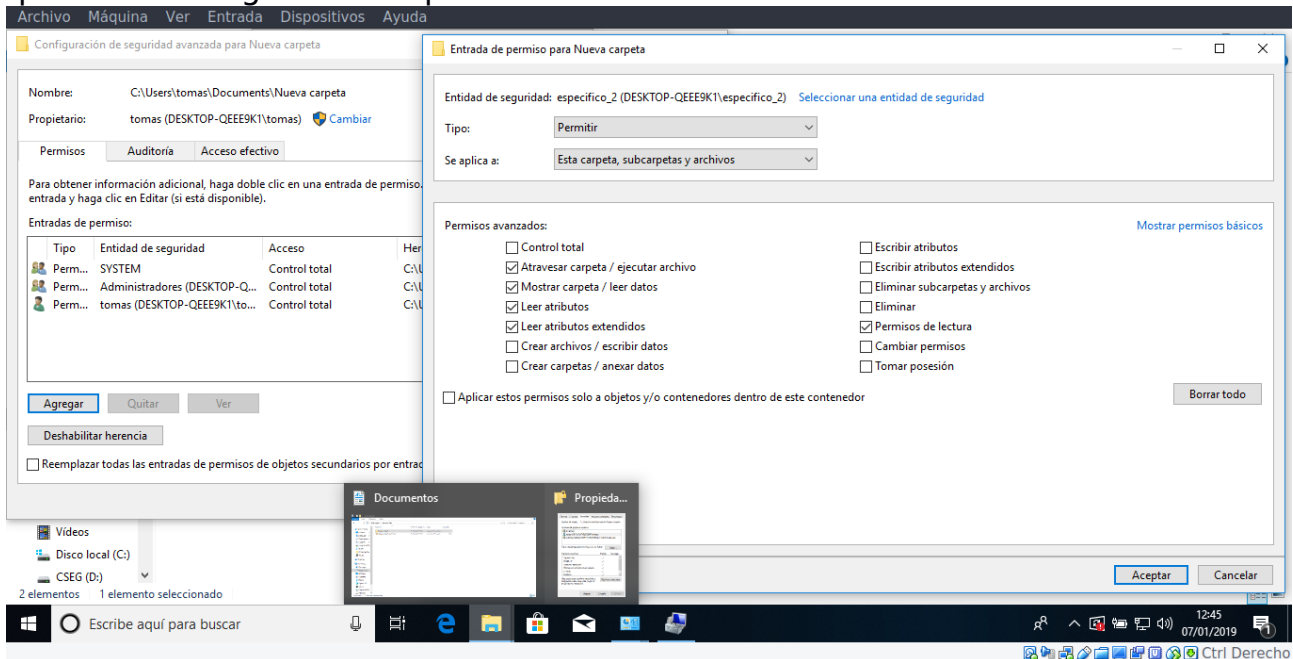 Archivo Máquina Ver Entrada Dispositivos Ayuda
Configuración de seguridad avanzada para Nueva carpeta
Nombre: C:\Users\tomas\Documents\Nueva carpeta
Propietario: tomas (DESKTOP-QEEE9K1\tomas) Cambiar
Permisos Auditoría Acceso efectivo
Para obtener información adicional, haga doble clic en una entrada de permiso.
entrada y haga clic en Editar (si está disponible).
Entradas de permiso:
Tipo Entidad de seguridad Acceso Her
Perm... SYSTEM Control total C:\U
Perm... Administradores (DESKTOP-Q... Control total C:\U
Perm... tomas (DESKTOP-QEEE9K1\to... Control total C:\U
Agregar Quitar Ver
Deshabilitar herencia
Reemplazar todas las entradas de permisos de objetos secundarios por entrad
Entrada de permiso para Nueva carpeta
Entidad de seguridad: especifico_2 (DESKTOP-QEEE9K1\especifico_2) Seleccionar una entidad de seguridad
Tipo: Permitir
Se aplica a: Esta carpeta, subcarpetas y archivos
Permisos avanzados: Mostrar permisos básicos
Control total Escribir atributos
Atravesar carpeta / ejecutar archivo Escribir atributos extendidos
Mostrar carpeta / leer datos Eliminar subcarpetas y archivos
Leer atributos Eliminar
Leer atributos extendidos Permisos de lectura
Crear archivos / escribir datos Cambiar permisos
Crear carpetas / anexar datos Tomar posesión
Aplicar estos permisos solo a objetos y/o contenedores dentro de este contenedor Borrar todo
Aceptar Cancelar
Documentos Propieda...
Vídeos
Disco local (C:)
CSEG (D:)
2 elementos 1 elemento seleccionado
Escribe aquí para buscar
12:45
07/01/2019
1
Ctrl Derecho